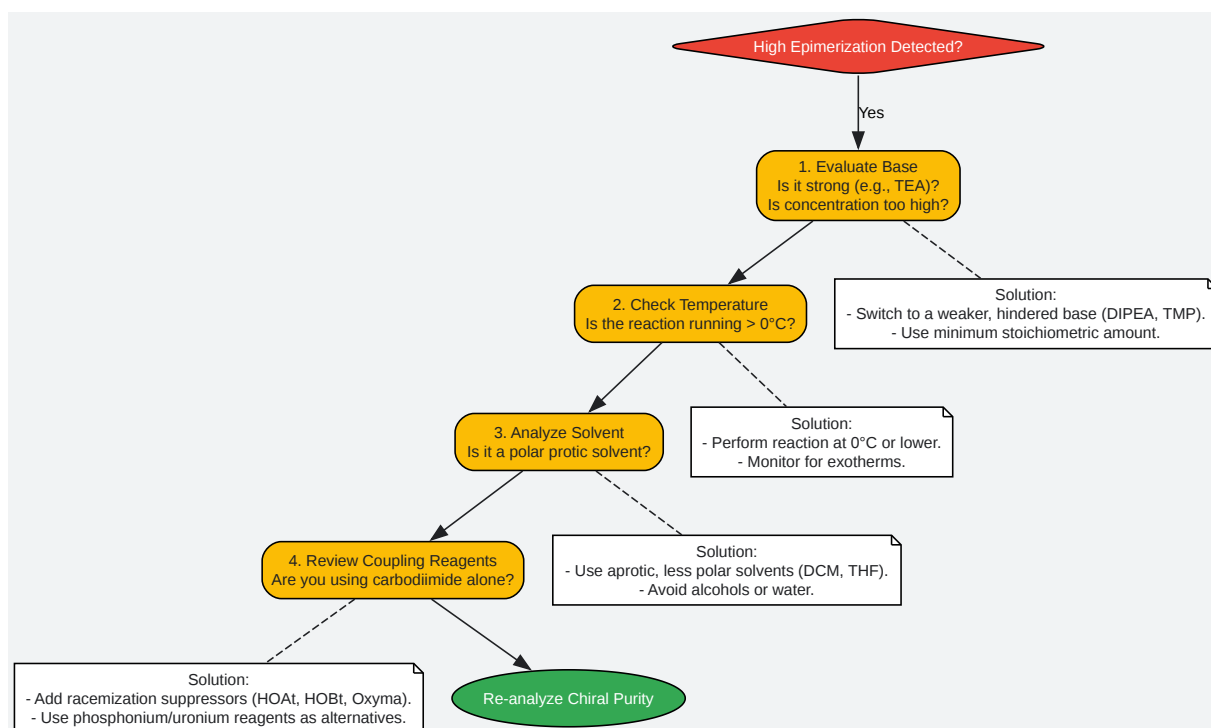 High Epimerization Detected?
Yes
1. Evaluate Base
Is it strong (e.g., TEA)?
Is concentration too high?
Solution:
- Switch to a weaker, hindered base (DIPEA, TMP).
- Use minimum stoichiometric amount.
2. Check Temperature
Is the reaction running > 0°C?
Solution:
- Perform reaction at 0°C or lower.
- Monitor for exotherms.
3. Analyze Solvent
Is it a polar protic solvent?
Solution:
- Use aprotic, less polar solvents (DCM, THF).
- Avoid alcohols or water.
4. Review Coupling Reagents
Are you using carbodiimide alone?
Solution:
- Add racemization suppressors (HOAt, HOBt, Oxyma).
- Use phosphonium/uronium reagents as alternatives.
Re-analyze Chiral Purity